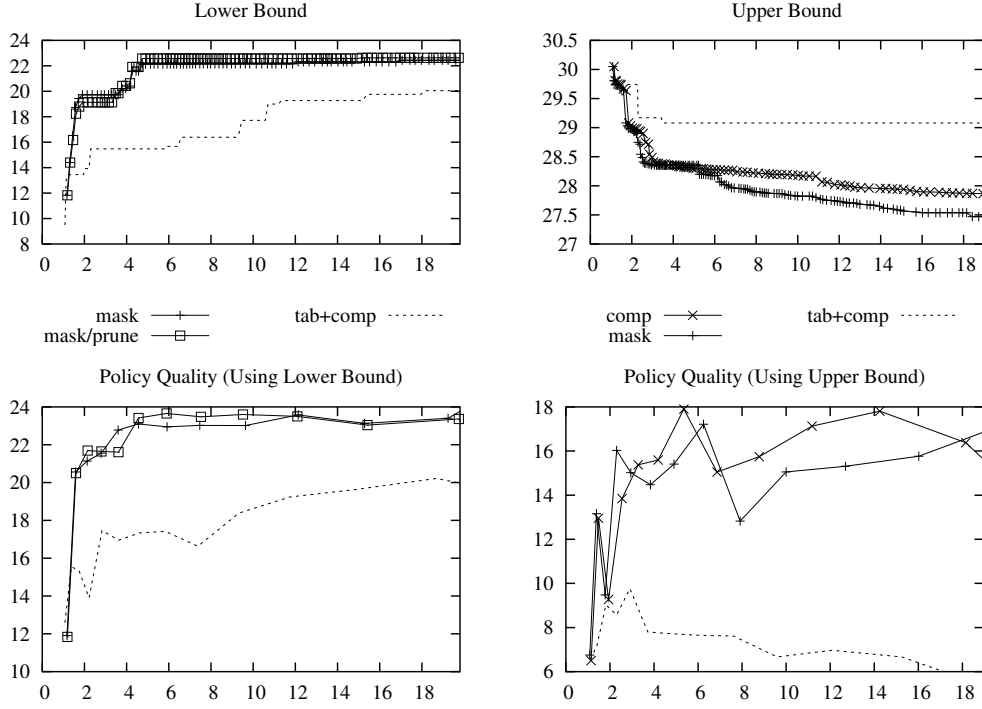 Lower Bound
24
22
20
18
16
14
12
10
8
0 2 4 6 8 10 12 14 16 18
Upper Bound
30.5
30
29.5
29
28.5
28
27.5
27
0 2 4 6 8 10 12 14 16 18
mask
mask/prune
tab+comp
comp
mask
tab+comp
Policy Quality (Using Lower Bound)
24
22
20
18
16
14
12
10
0 2 4 6 8 10 12 14 16 18
Policy Quality (Using Upper Bound)
18
16
14
12
10
8
6
0 2 4 6 8 10 12 14 16 18